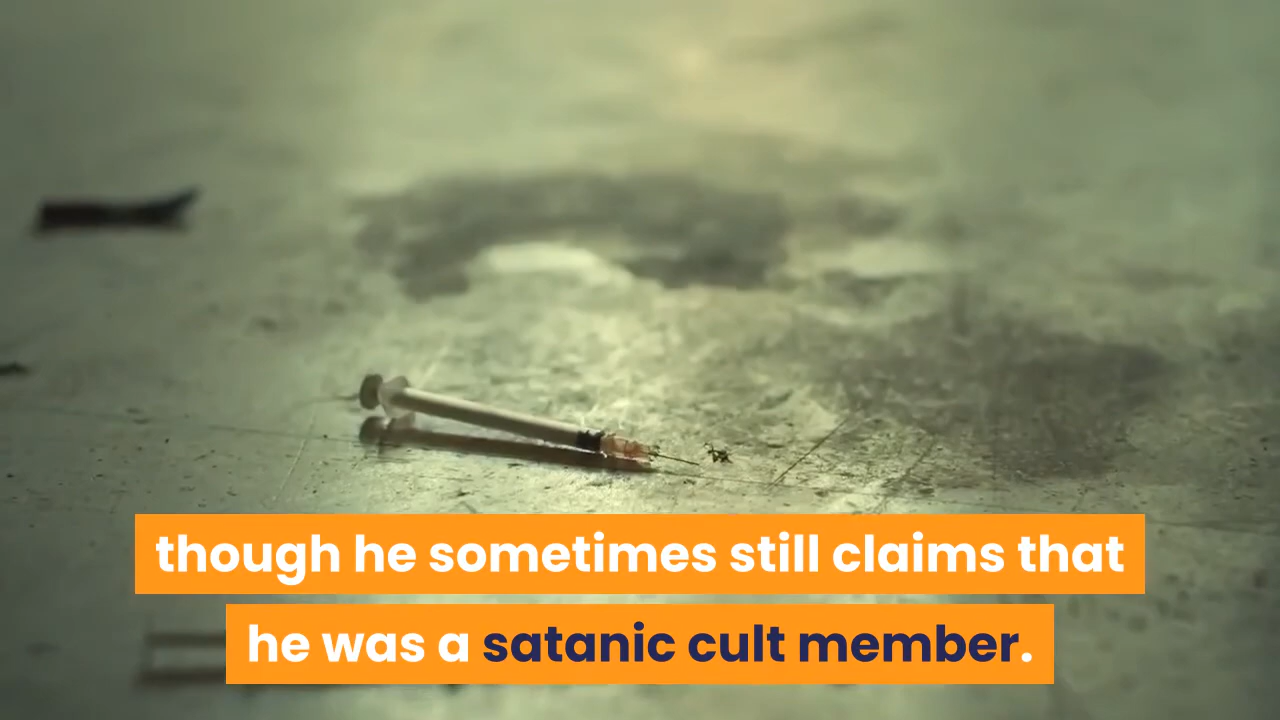 though he sometimes still claims that
he was a satanic cult member.